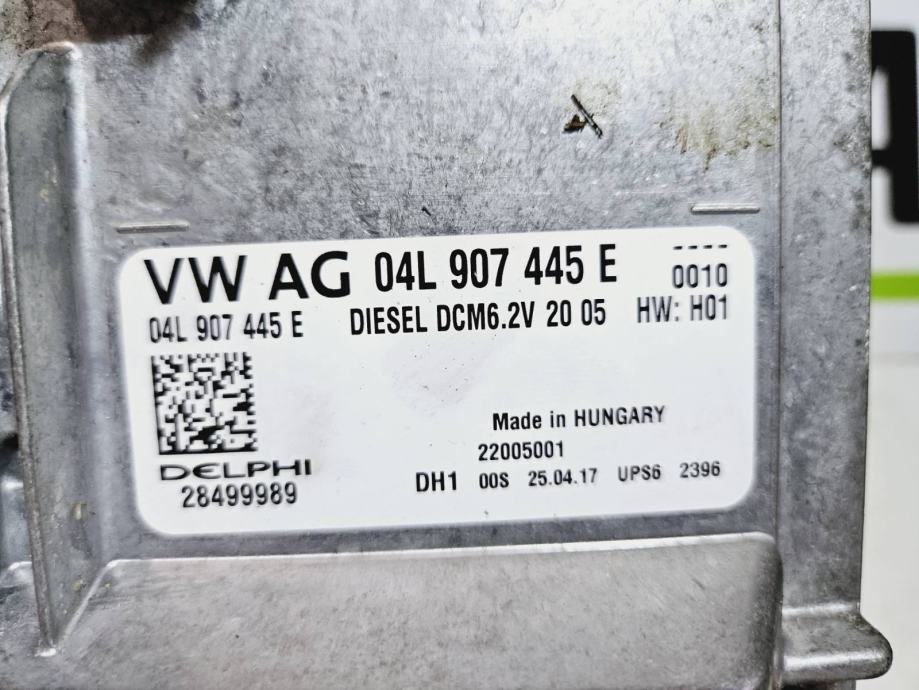 VW AG 04L 907 445 E ----
0010
04L 907 445 E DIESEL DCM6.2V 20 05 HW: H01
Made in HUNGARY
22005001
DELPHI
28499989
DH1 00S 25.04.17 UPS6 2396